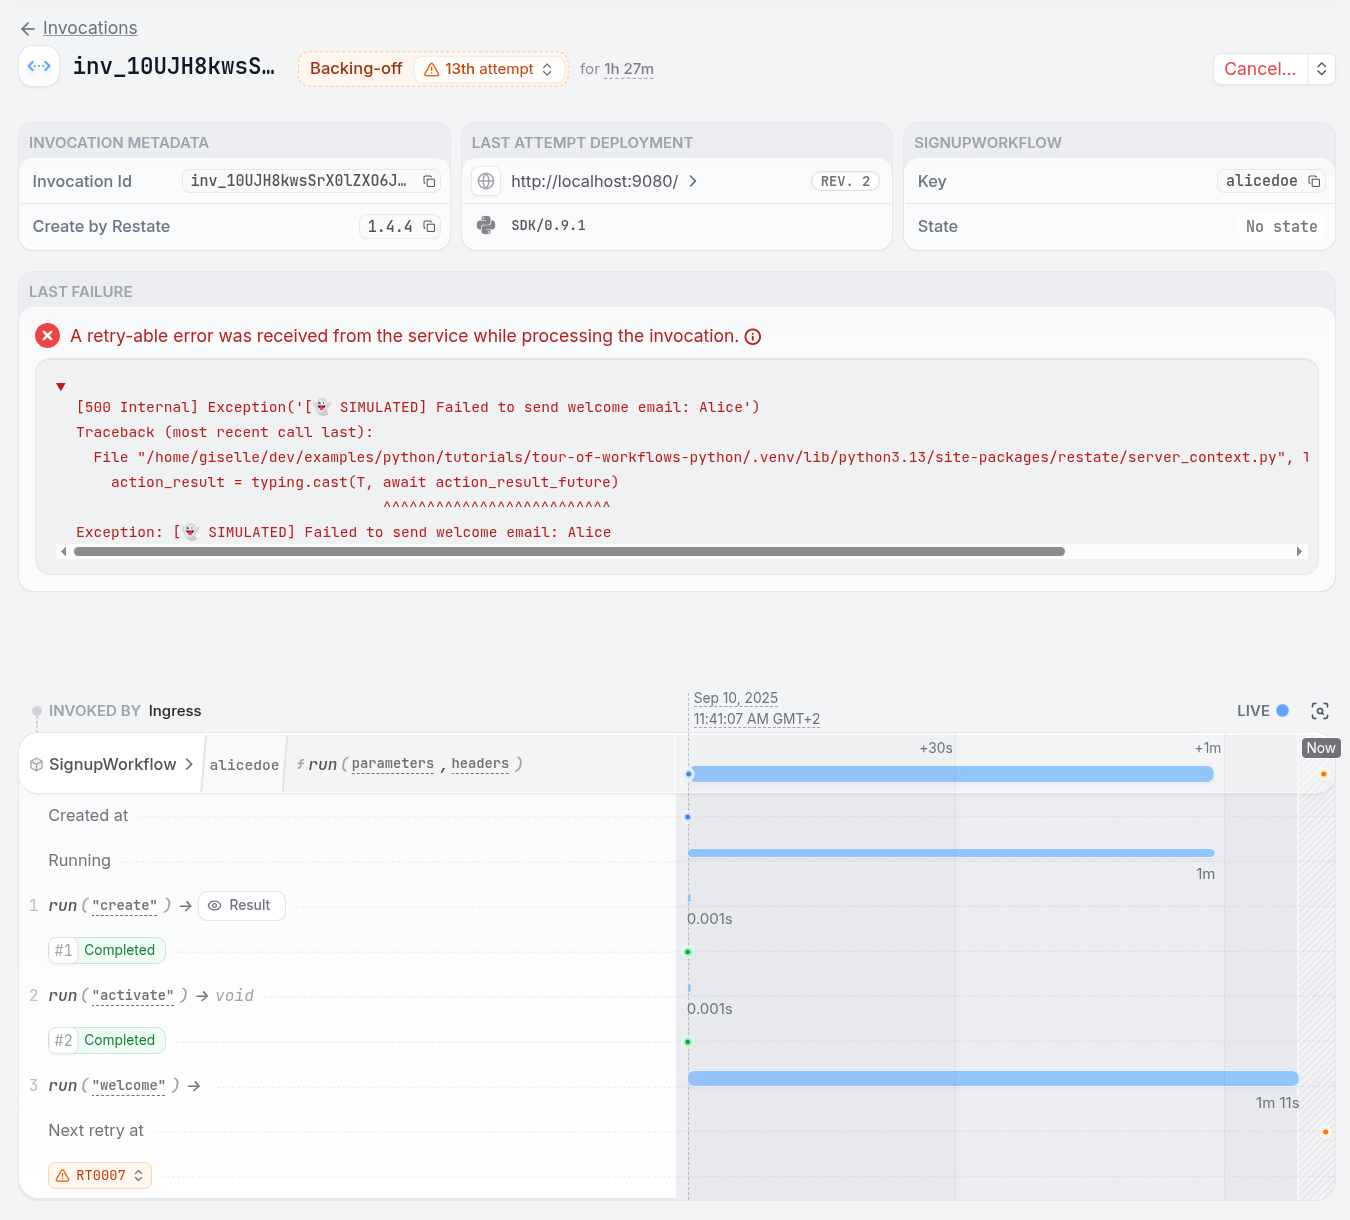 Invocations
inv_10UJH8kwsS… Backing-off 13th attempt for 1h 27m Cancel…
INVOCATION METADATA
Invocation Id inv_10UJH8kwsSrX0lZXO6J…
Create by Restate 1.4.4
LAST ATTEMPT DEPLOYMENT
http://localhost:9080/ REV. 2
SDK/0.9.1
SIGNUPWORKFLOW
Key alicedoe
State No state
LAST FAILURE
A retry-able error was received from the service while processing the invocation.
[500 Internal] Exception('[👻 SIMULATED] Failed to send welcome email: Alice')
Traceback (most recent call last):
File "/home/giselle/dev/examples/python/tutorials/tour-of-workflows-python/.venv/lib/python3.13/site-packages/restate/server_context.py", l
action_result = typing.cast(T, await action_result_future)
^^^^^^^^^^^^^^^^^^^^^^^^^^
Exception: [👻 SIMULATED] Failed to send welcome email: Alice
INVOKED BY Ingress
Sep 10, 2025
11:41:07 AM GMT+2
LIVE
SignupWorkflow alicedoe f run(parameters, headers)
+30s +1m Now
Created at
Running
1m
1 run("create") → Result
0.001s
#1 Completed
2 run("activate") → void
0.001s
#2 Completed
3 run("welcome") →
1m 11s
Next retry at
RT0007